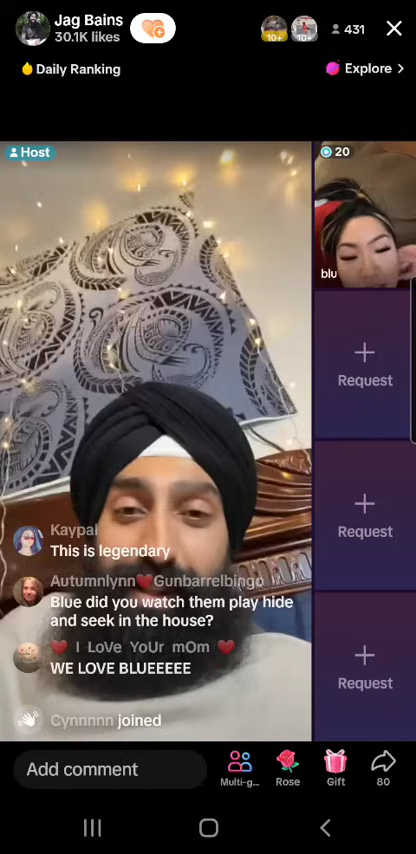 Jag Bains
30.1K likes
10+
10+
431
Daily Ranking
Explore >
Host
20
blu
+
Request
+
Request
+
Request
Kaypal
This is legendary
Autumnlynn❤️Gunbarrelbingo
Blue did you watch them play hide
and seek in the house?
❤️ I LoVe YoUr mOm ❤️
WE LOVE BLUEEEEE
Cynnnnn joined
Add comment
Multi-g...
Rose
Gift
80